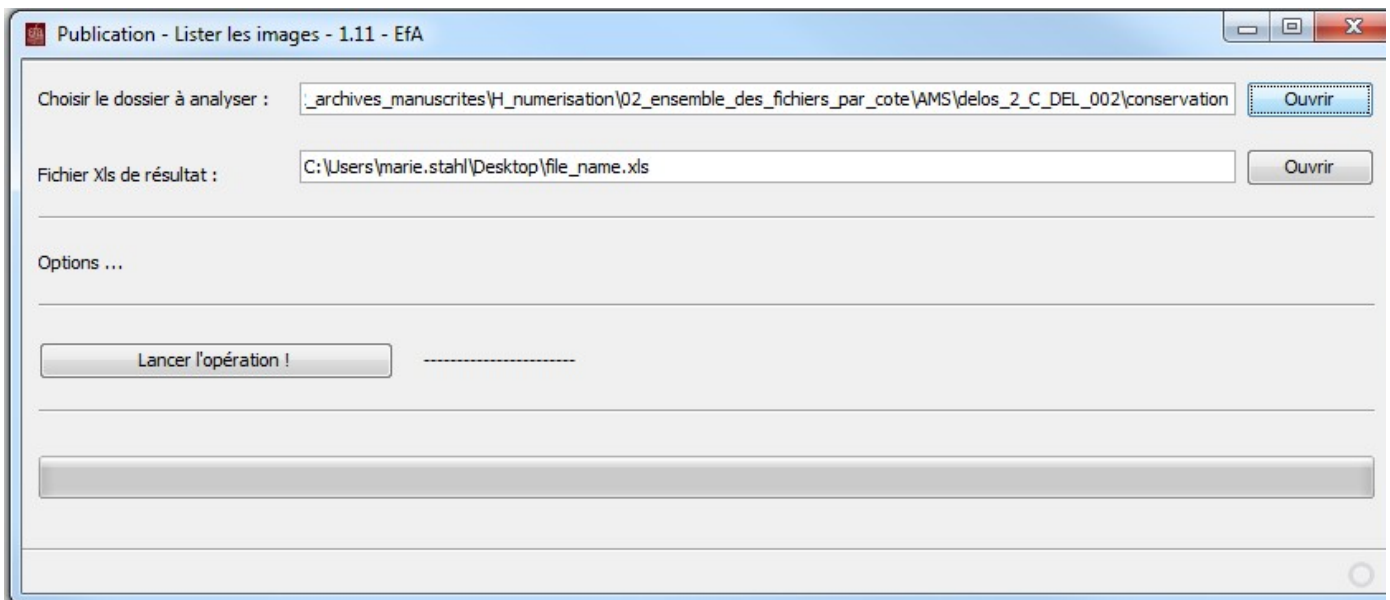 Publication - Lister les images - 1.11 - EfA
Choisir le dossier à analyser : _archives_manuscrites\H_numerisation\02_ensemble_des_fichiers_par_cote\AMS\delos_2_C_DEL_002\conservation Ouvrir
Fichier Xls de résultat : C:\Users\marie.stahl\Desktop\file_name.xls Ouvrir
Options ...
Lancer l'opération ! -----------------------